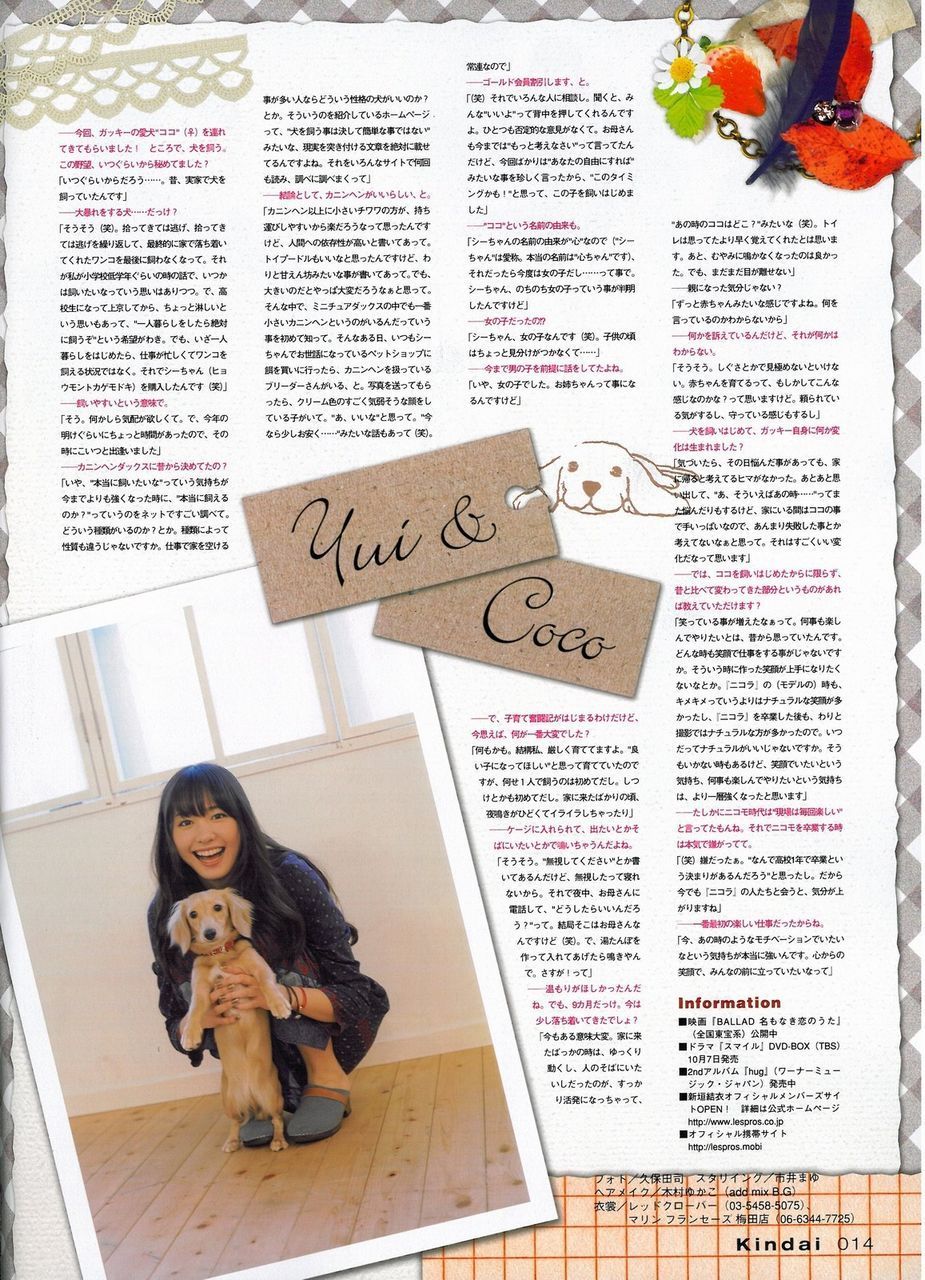 ――今回、ガッキーの愛犬"ココ"（♀）を連れ
てきてもらいました！　ところで、犬を飼う。
この野望、いつぐらいから秘めてました？
「いつぐらいからだろう……。昔、実家で犬を
飼っていたんです」
――大暴れをする犬……だっけ？
「そうそう（笑）。拾ってきては逃げ、拾ってき
ては逃げを繰り返して、最終的に家で落ち着い
てくれたワンコを最後に飼わなくなって。それ
が私が小学校低学年ぐらいの時の話で、いつか
は飼いたいなっていう思いはありつつ。で、高
校生になって上京してから、ちょっと淋しいと
いう思いもあって、"一人暮らしをしたら絶対
に飼うぞ"という希望がわき。でも、いざ一人
暮らしをはじめたら、仕事が忙しくてワンコを
飼える状況ではなく。それでシーちゃん（ヒョ
ウモントカゲモドキ）を購入したんです（笑）」
――飼いやすいという意味で。
「そう。何かしら気配が欲しくて。で、今年の
明けぐらいにちょっと時間があったので、その
時にこいつと出逢いました」
――カニンヘンダックスに昔から決めてたの？
「いや、"本当に飼いたいな"っていう気持ちが
今までよりも強くなった時に、"本当に飼える
のか？"っていうのをネットですごい調べて。
どういう種類がいるのか？とか。種類によって
性質も違うじゃないですか。仕事で家を空ける
事が多い人ならどういう性格の犬がいいのか？
とか。そういうのを紹介しているホームページ
って、"犬を飼う事は決して簡単な事ではない"
みたいな、現実を突き付ける文章を絶対に載せ
てるんですよね。それをいろんなサイトで何回
も読み、調べに調べまくって」
――結論として、カニンヘンがいいらしい、と。
「カニンヘン以上に小さいチワワの方が、持ち
運びしやすいから楽だろうなって思ったんです
けど、人間への依存性が高いと書いてあって。
トイプードルもいいなと思ったんですけど、わ
りと甘えん坊みたいな事が書いてあって。でも、
大きいのだとやっぱ大変だろうなぁと思って。
そんな中で、ミニチュアダックスの中でも一番
小さいカニンヘンというのがいるんだっていう
事を初めて知って。そんなある日、いつもシー
ちゃんでお世話になっているペットショップに
餌を買いに行ったら、カニンヘンを扱っている
ブリーダーさんがいる、と。写真を送ってもら
ったら、クリーム色のすごく気弱そうな顔をし
ている子がいて。"あ、いいな"と思って。"今
なら少しお安く……"みたいな話もあって（笑）。
常連なので」
――ゴールド会員割引します、と。
「（笑）それでいろんな人に相談し。聞くと、み
んな"いいよ"って背中を押してくれるんです
よ。ひとつも否定的な意見がなくて。お母さん
も今までは"もっと考えなさい"って言ってたん
だけど、今回ばかりは"あなたの自由にすれば"
みたいな事を珍しく言ったから、"このタイミ
ングかも！"と思って、この子を飼いはじめま
した」
――"ココ"という名前の由来も。
「シーちゃんの名前の由来が"心"なので（"シー
ちゃん"は愛称。本当の名前は"心ちゃん"です）、
それだったら今度は女の子だし……って事で。
シーちゃん、のちのち女の子っていう事が判明
したんですけど」
――女の子だったの!?
「シーちゃん、女の子なんです（笑）。子供の頃
はちょっと見分けがつかなくて……」
――今まで男の子を前提に話をしてたよね。
「いや、女の子でした。お姉ちゃんって事にな
るんですけど」
Yui &
Coco
――で、子育て奮闘記がはじまるわけだけど、
今思えば、何が一番大変でした？
「何もかも。結構私、厳しく育ててますよ。"良
い子になってほしい"と思って育てていたので
すが、何せ１人で飼うのは初めてだし。しつ
けとかも初めてだし。家に来たばかりの頃、
夜鳴きがひどくてイライラしちゃったり」
――ケージに入れられて、出たいとかそ
ばにいたいとかで鳴いちゃうんだよね。
「そうそう。"無視してください"とか書
いてあるんだけど、無視したって寝れ
ないから。それで夜中、お母さんに
電話して、"どうしたらいいんだろ
う？"って。結局そこはお母さんな
んですけど（笑）。で、湯たんぽを
作って入れてあげたら鳴きやん
で。さすが！って」
――温もりがほしかったんだ
ね。でも、9カ月だっけ。今は
少し落ち着いてきたでしょ？
「今もある意味大変。家に来
たばっかの時は、ゆっくり
動くし、人のそばにいた
いしだったのが、すっか
り活発になっちゃって、
"あの時のココはどこ？"みたいな（笑）。トイ
レは思ってたより早く覚えてくれたとは思いま
す。あと、むやみに鳴かなくなったのは良かっ
た。でも、まだまだ目が離せない」
――親になった気分じゃない？
「ずっと赤ちゃんみたいな感じですよね。何を
言っているのかわからないから」
――何かを訴えているんだけど、それが何かは
わからない。
「そうそう。しぐさとかで見極めないといけな
い。赤ちゃんを育てるって、もしかしてこんな
感じなのかな？って思いますけど。頼られてい
る気がするし、守っている感じもするし」
――犬を飼いはじめて、ガッキー自身に何か変
化は生まれました？
「気づいたら、その日悩んだ事があっても、家
に帰ると考えてるヒマがなかった。あとあと思
い出して、"あ、そういえばあの時……"ってま
た悩んだりもするけど、家にいる間はココの事
で手いっぱいなので、あんまり失敗した事とか
考えてないなぁと思って。それはすごくいい変
化だなって思います」
――では、ココを飼いはじめたからに限らず、
昔と比べて変わってきた部分というものがあれ
ば教えていただけます？
「笑っている事が増えたなぁって。何事も楽し
んでやりたいとは、昔から思っていたんです。
どんな時も笑顔で仕事をする事がじゃないです
か。そういう時に作った笑顔が上手になりたく
ないなとか。『ニコラ』の（モデルの）時も、
キメキメっていうよりはナチュラルな笑顔が多
かったし、『ニコラ』を卒業した後も、わりと
撮影ではナチュラルな方が多かったので。いつ
だってナチュラルがいいじゃないですか。そう
もいかない時もあるけど、笑顔でいたいという
気持ち、何事も楽しんでやりたいという気持ち
は、より一層強くなったと思います」
――たしかにニコモ時代は"現場は毎回楽しい"
と言ってたもんね。それでニコモを卒業する時
は本気で嫌がってて。
「（笑）嫌だったぁ。"なんで高校1年で卒業とい
う決まりがあるんだろう"と思ったし。だから
今でも『ニコラ』の人たちと会うと、気分が上
がりますね」
――一番最初の楽しい仕事だったからね。
「今、あの時のようなモチベーションでいたい
なという気持ちが本当に強いんです。心からの
笑顔で、みんなの前に立っていたいなって」
Information
■映画『BALLAD 名もなき恋のうた』
（全国東宝系）公開中
■ドラマ『スマイル』DVD-BOX（TBS）
10月7日発売
■2ndアルバム『hug』（ワーナーミュー
ジック・ジャパン）発売中
■新垣結衣オフィシャルメンバーズサイ
トOPEN！　詳細は公式ホームページ
http://www.lespros.co.jp
■オフィシャル携帯サイト
http://lespros.mobi
フォト／久保田司　スタイリング／市井まゆ
ヘアメイク／木村ゆかこ（add mix B.G）
衣裳／レッドクローバー（03-5458-5075）、
マリン フランセーズ 梅田店（06-6344-7725）
Kindai 014